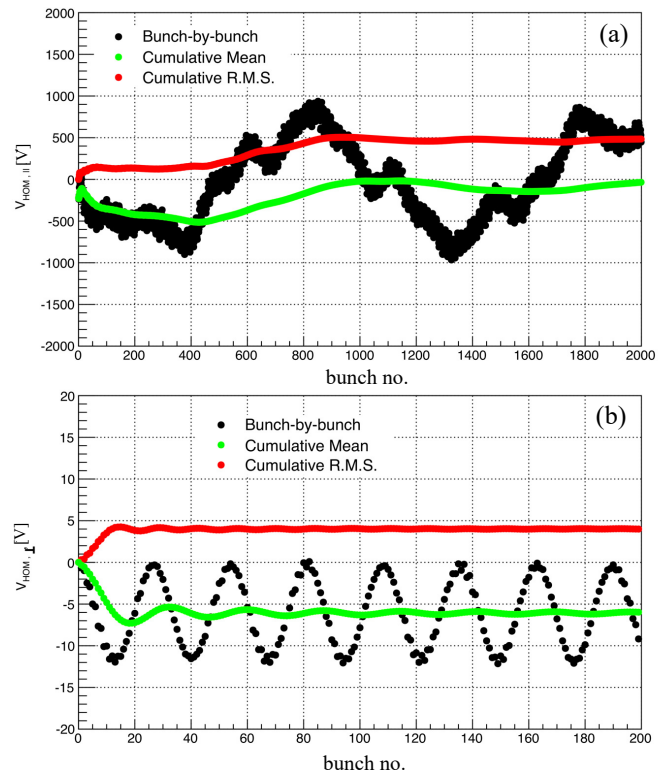 2000
1500
1000
500
0
-500
-1000
-1500
-2000
V_HOM,II [V]
Bunch-by-bunch
Cumulative Mean
Cumulative R.M.S.
(a)
0 200 400 600 800 1000 1200 1400 1600 1800 2000
bunch no.
20
15
10
5
0
-5
-10
-15
-20
V_HOM,⊥ [V]
Bunch-by-bunch
Cumulative Mean
Cumulative R.M.S.
(b)
0 20 40 60 80 100 120 140 160 180 200
bunch no.